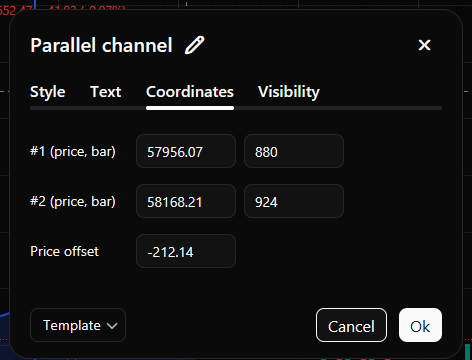 Parallel channel
Style Text Coordinates Visibility
#1 (price, bar) 57956.07 880
#2 (price, bar) 58168.21 924
Price offset -212.14
Template Cancel Ok